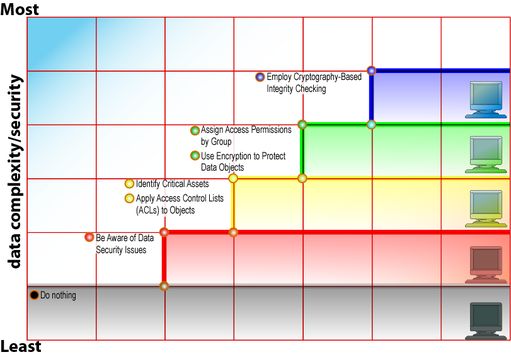 Most
data complexity/security
Employ Cryptography-Based
Integrity Checking
Assign Access Permissions
by Group
Use Encryption to Protect
Data Objects
Identify Critical Assets
Apply Access Control Lists
(ACLs) to Objects
Be Aware of Data
Security Issues
Do nothing
Least